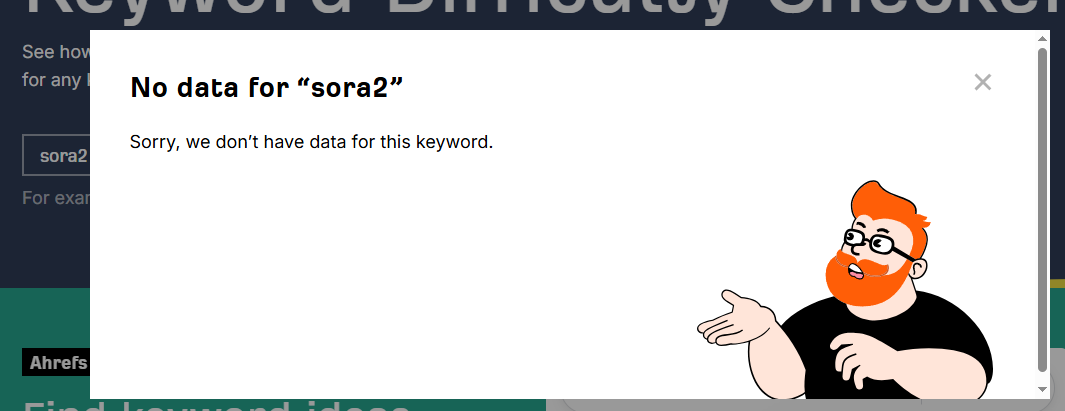 Keyword Difficulty Checker
See how
for any
No data for “sora2”
Sorry, we don’t have data for this keyword.
sora2
For exam
Ahrefs
Find keyword ideas